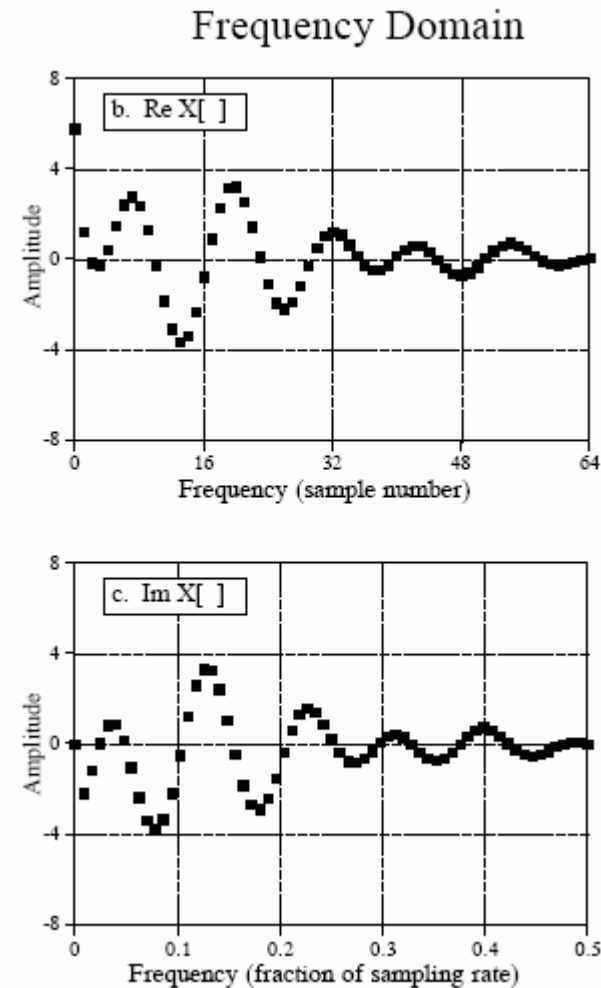 Frequency Domain
8
b. Re X[ ]
4
0
-4
-8
Amplitude
0 16 32 48 64
Frequency (sample number)
8
c. Im X[ ]
4
0
-4
-8
Amplitude
0 0.1 0.2 0.3 0.4 0.5
Frequency (fraction of sampling rate)